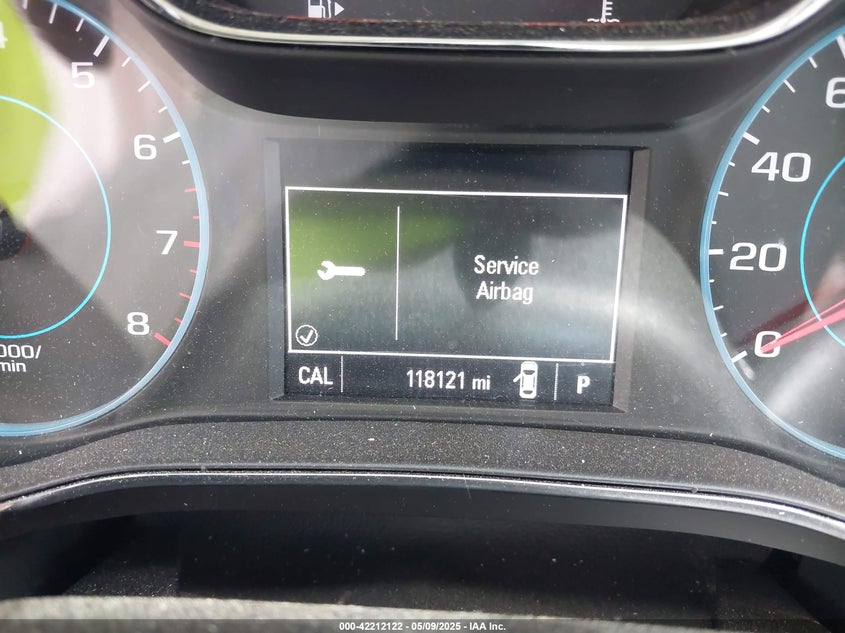 4
5
6
7
8
000/
min
Service
Airbag
CAL
118121 mi
P
40
20
0
000-42212122 - 05/09/2025 - IAA Inc.